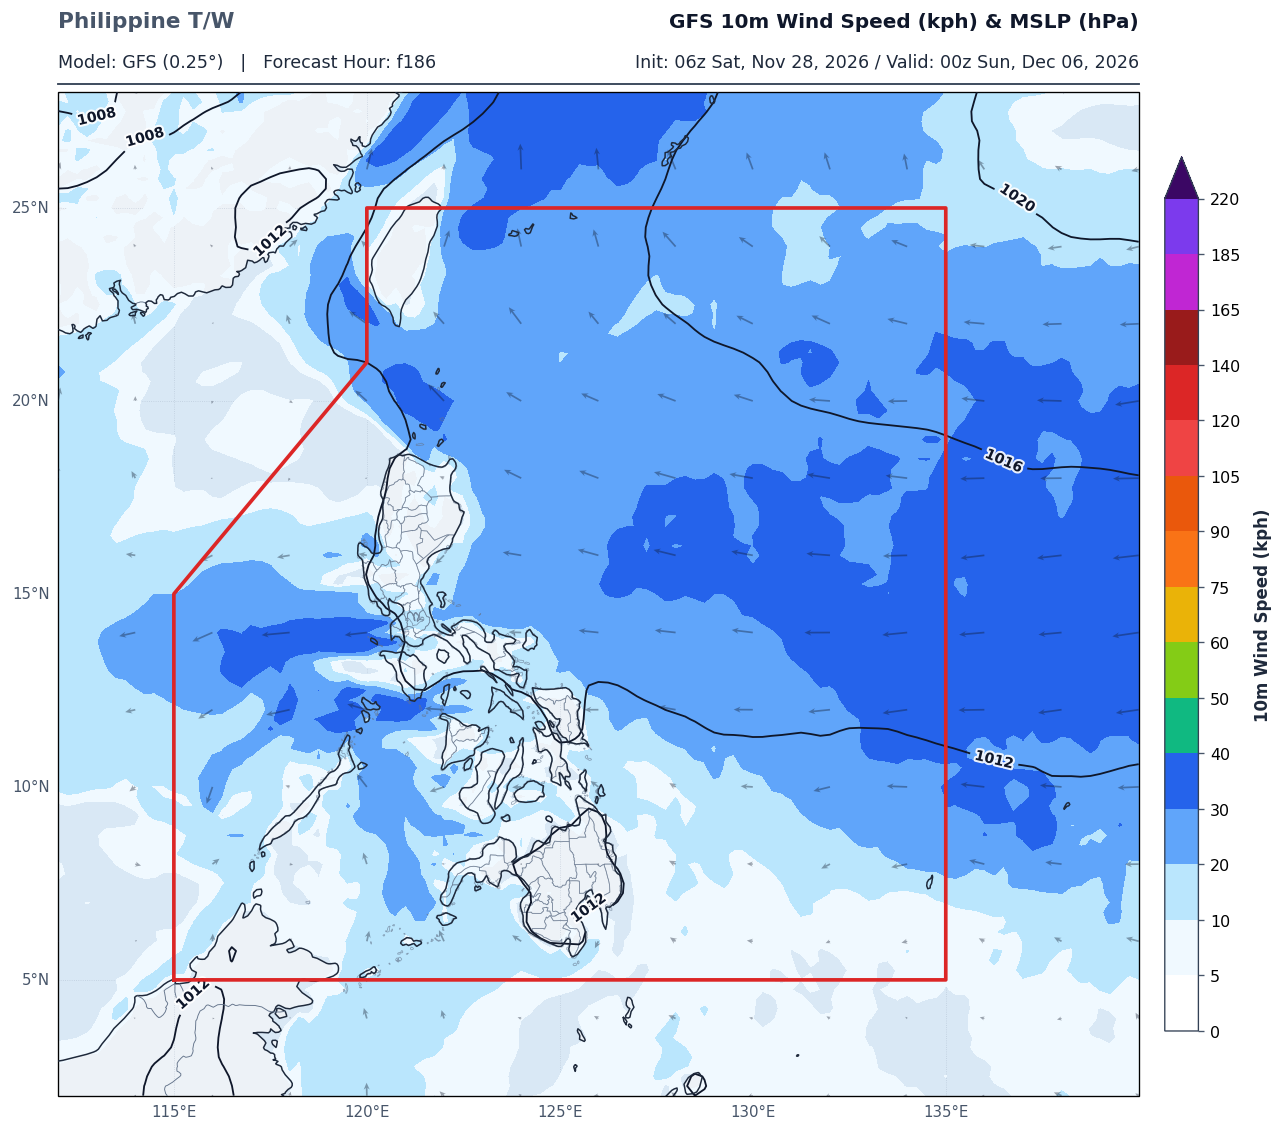 Philippine T/W
GFS 10m Wind Speed (kph) & MSLP (hPa)
Model: GFS (0.25°)   |   Forecast Hour: f186
Init: 06z Sat, Nov 28, 2026 / Valid: 00z Sun, Dec 06, 2026
1008
1008
1012
1020
1016
1012
1012
1012
25°N
20°N
15°N
10°N
5°N
115°E
120°E
125°E
130°E
135°E
220
185
165
140
120
105
90
75
60
50
40
30
20
10
5
0
10m Wind Speed (kph)